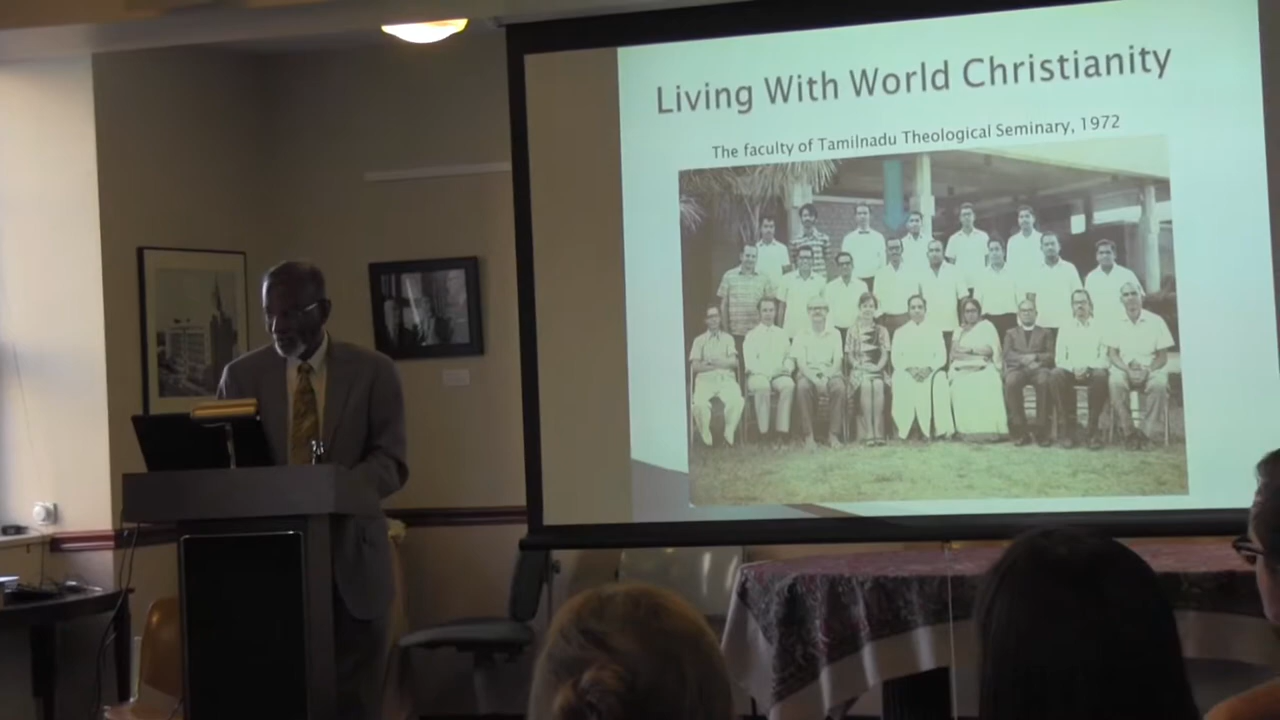 Living With World Christianity
The faculty of Tamilnadu Theological Seminary, 1972